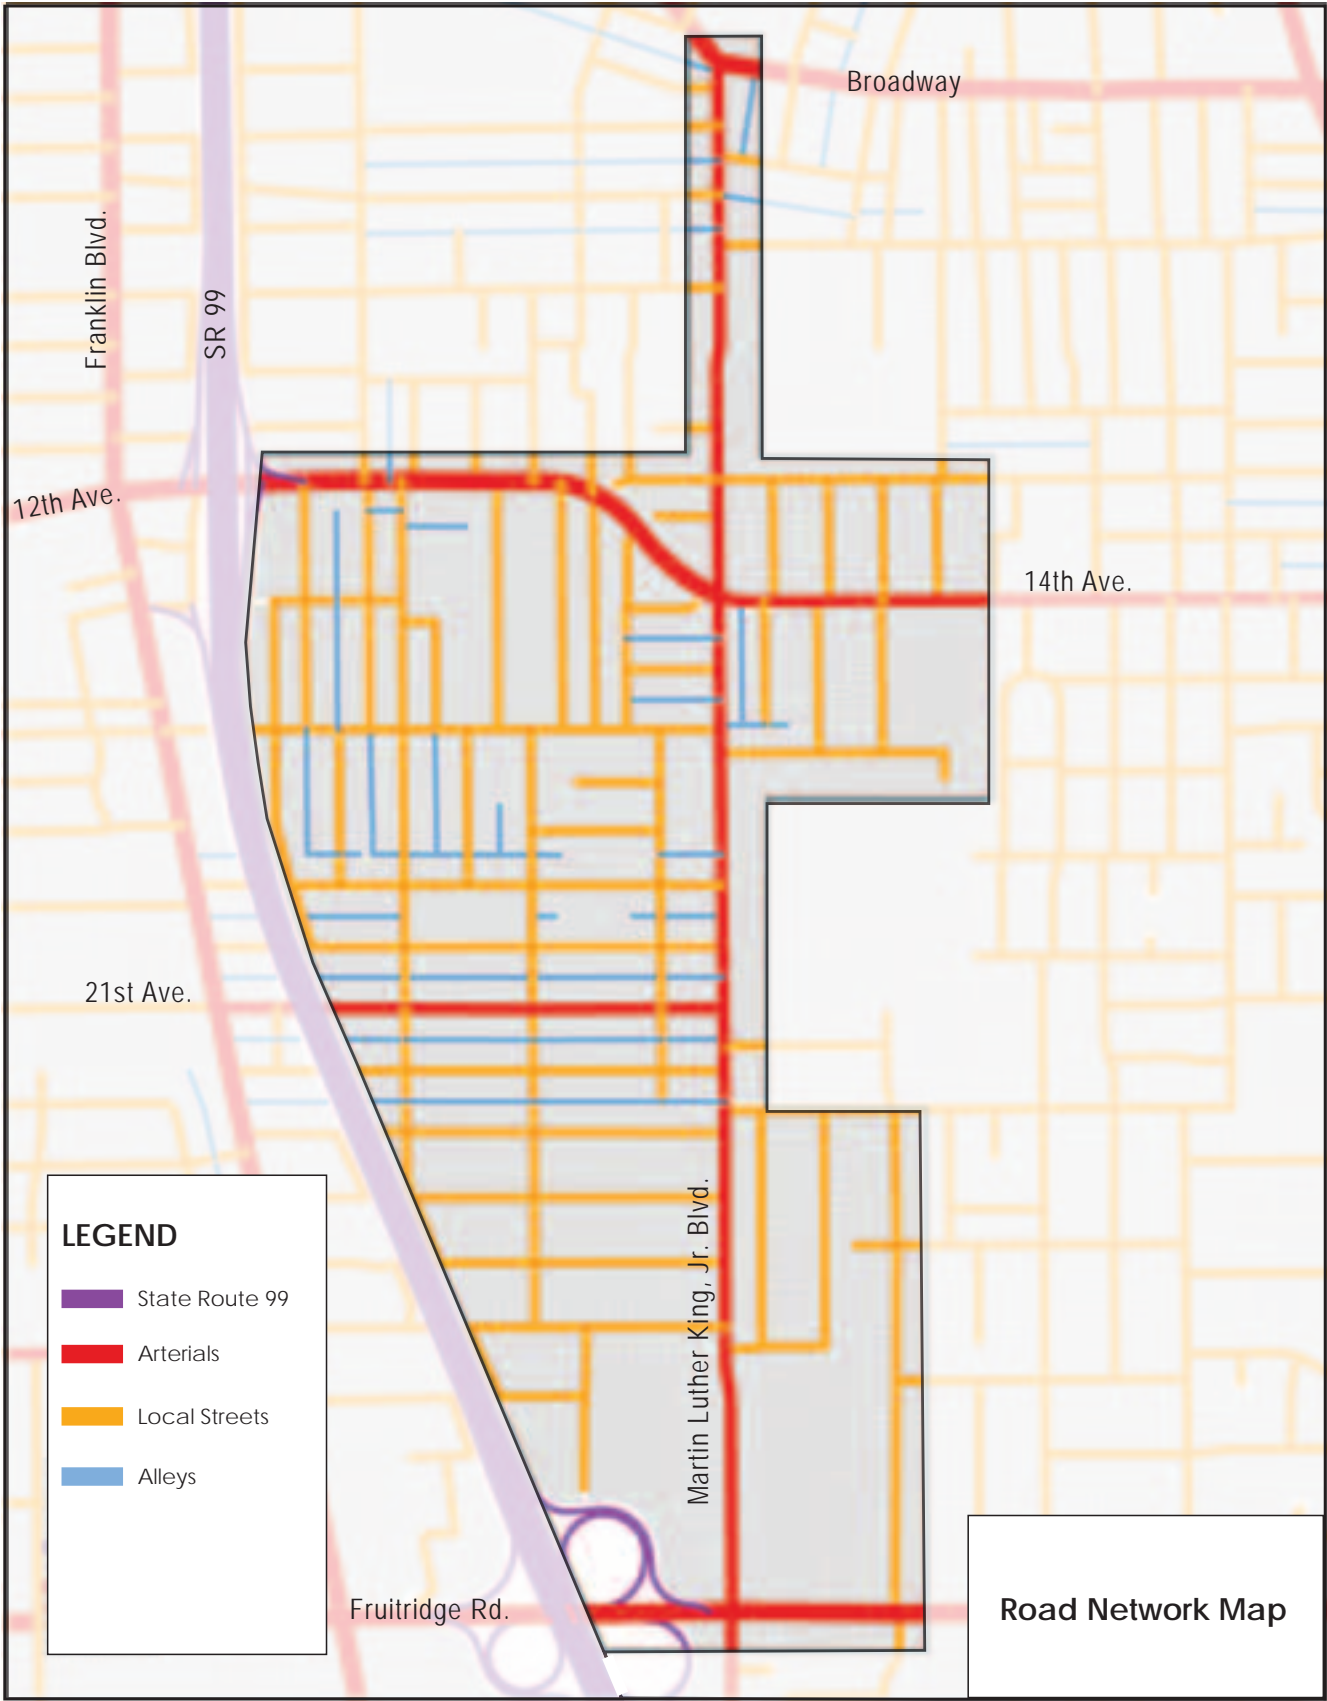 Broadway
Franklin Blvd.
SR 99
12th Ave.
14th Ave.
21st Ave.
Martin Luther King, Jr. Blvd.
LEGEND
State Route 99
Arterials
Local Streets
Alleys
Fruitridge Rd.
Road Network Map